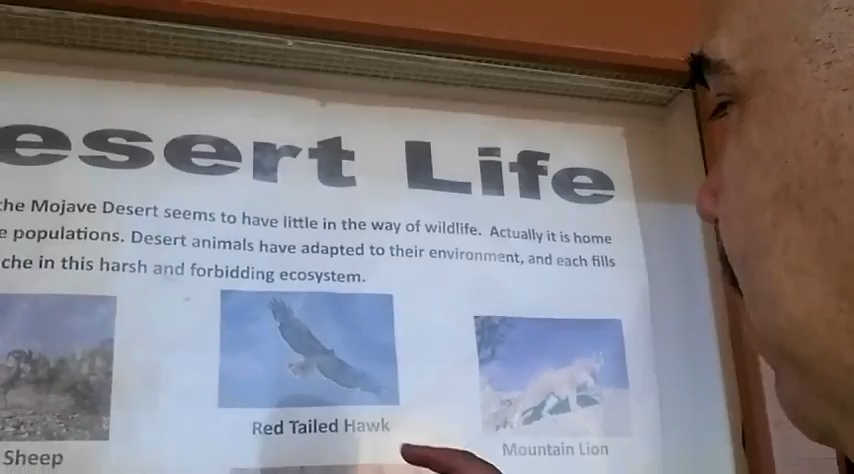 esert Life
the Mojave Desert seems to have little in the way of wildlife. Actually it is home
populations. Desert animals have adapted to their environment, and each fills
che in this harsh and forbidding ecosystem.
Sheep
Red Tailed Hawk
Mountain Lion